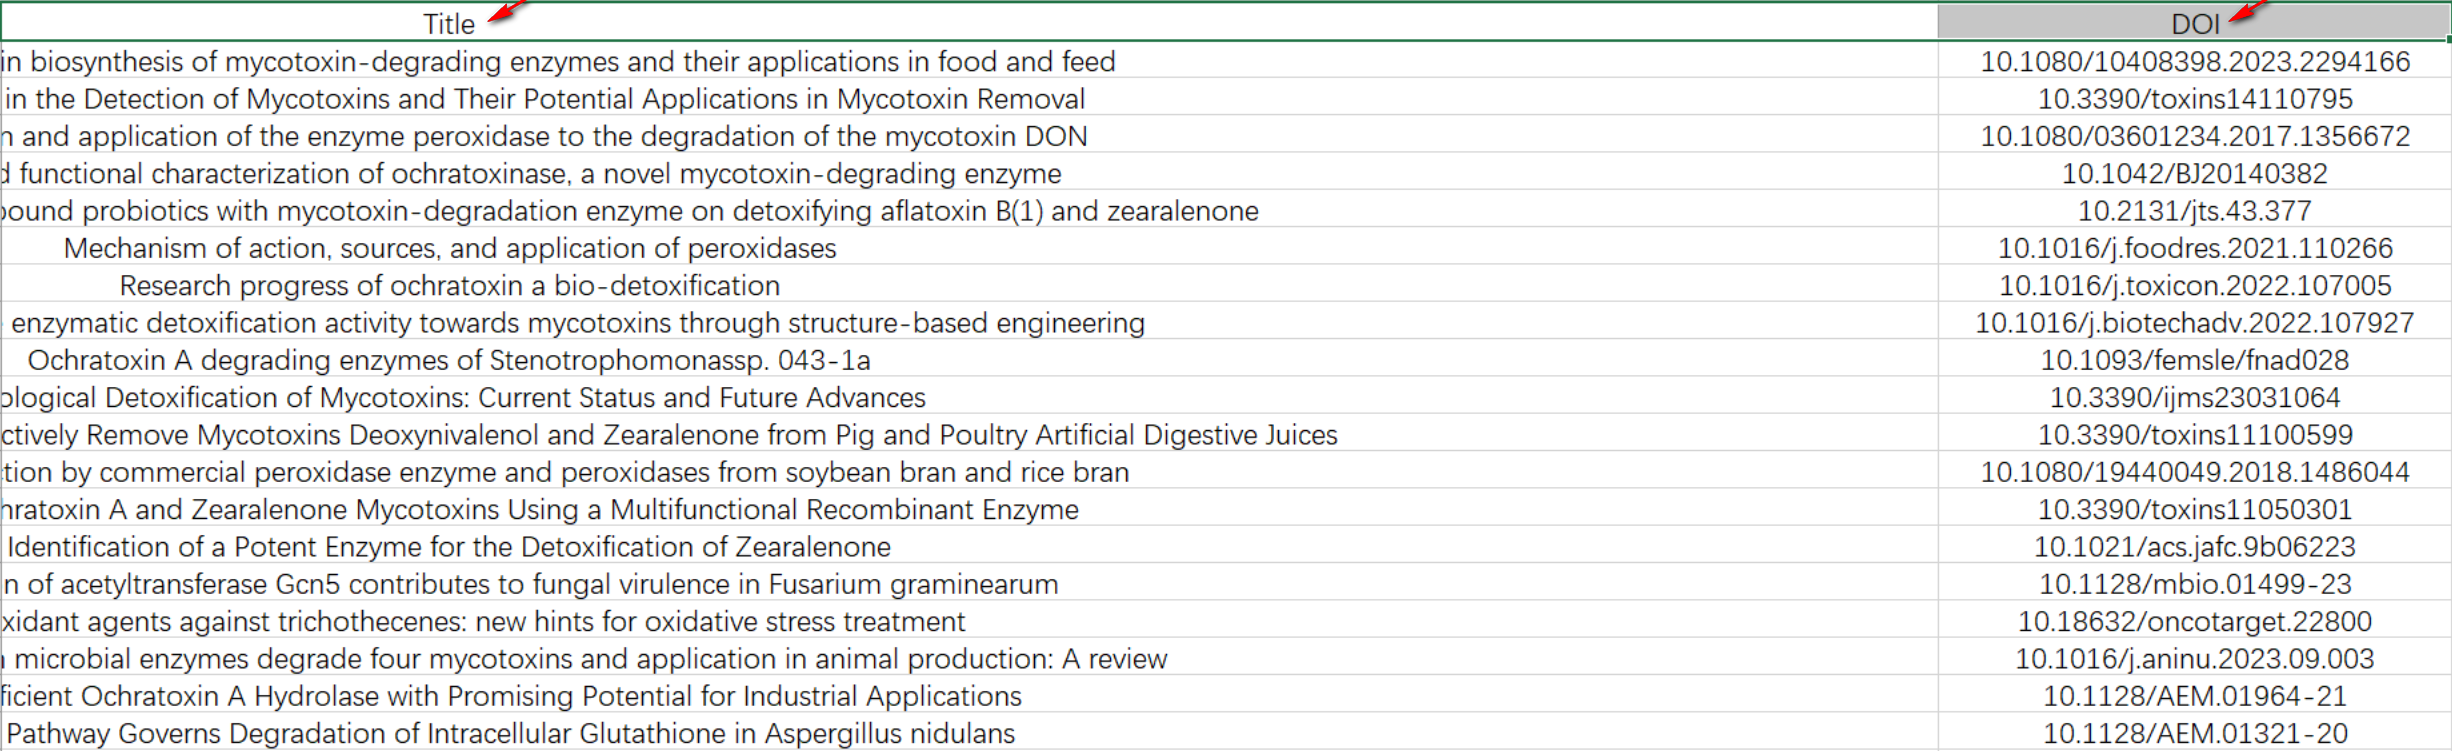 Title DOI
in biosynthesis of mycotoxin-degrading enzymes and their applications in food and feed 10.1080/10408398.2023.2294166
in the Detection of Mycotoxins and Their Potential Applications in Mycotoxin Removal 10.3390/toxins14110795
n and application of the enzyme peroxidase to the degradation of the mycotoxin DON 10.1080/03601234.2017.1356672
d functional characterization of ochratoxinase, a novel mycotoxin-degrading enzyme 10.1042/BJ20140382
ound probiotics with mycotoxin-degradation enzyme on detoxifying aflatoxin B(1) and zearalenone 10.2131/jts.43.377
Mechanism of action, sources, and application of peroxidases 10.1016/j.foodres.2021.110266
Research progress of ochratoxin a bio-detoxification 10.1016/j.toxicon.2022.107005
enzymatic detoxification activity towards mycotoxins through structure-based engineering 10.1016/j.biotechadv.2022.107927
Ochratoxin A degrading enzymes of Stenotrophomonassp. 043-1a 10.1093/femsle/fnad028
ological Detoxification of Mycotoxins: Current Status and Future Advances 10.3390/ijms23031064
ctively Remove Mycotoxins Deoxynivalenol and Zearalenone from Pig and Poultry Artificial Digestive Juices 10.3390/toxins11100599
tion by commercial peroxidase enzyme and peroxidases from soybean bran and rice bran 10.1080/19440049.2018.1486044
hratoxin A and Zearalenone Mycotoxins Using a Multifunctional Recombinant Enzyme 10.3390/toxins11050301
Identification of a Potent Enzyme for the Detoxification of Zearalenone 10.1021/acs.jafc.9b06223
n of acetyltransferase Gcn5 contributes to fungal virulence in Fusarium graminearum 10.1128/mbio.01499-23
xidant agents against trichothecenes: new hints for oxidative stress treatment 10.18632/oncotarget.22800
microbial enzymes degrade four mycotoxins and application in animal production: A review 10.1016/j.aninu.2023.09.003
ficient Ochratoxin A Hydrolase with Promising Potential for Industrial Applications 10.1128/AEM.01964-21
Pathway Governs Degradation of Intracellular Glutathione in Aspergillus nidulans 10.1128/AEM.01321-20